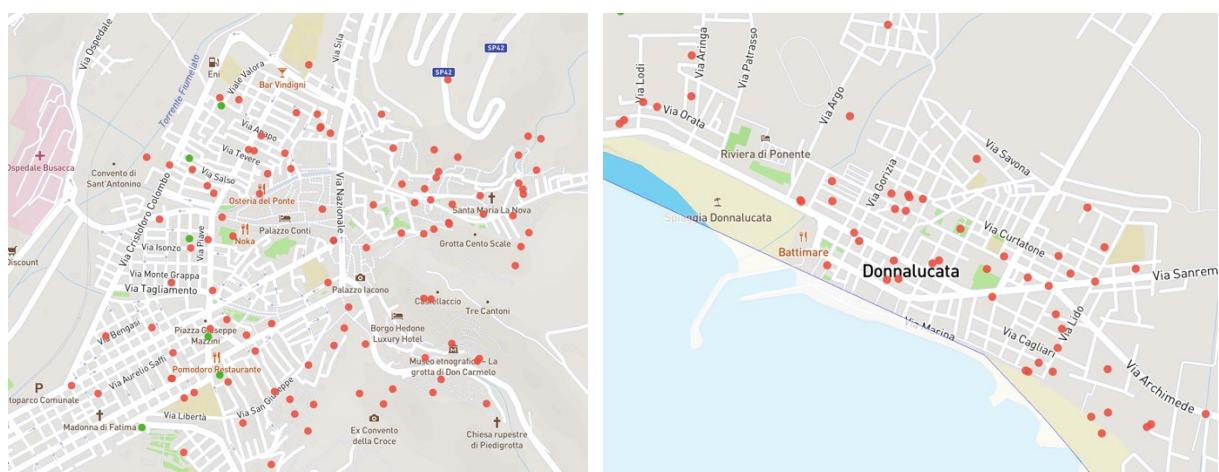 Via Ospedale
Torrente Fiumelato
Eni
Viale Valora
Bar Vindigni
Via Sila
SP42
SP42
Via Anapo
Via Tevere
Ospedale Busacca
Convento di
Sant'Antonino
Via Salso
Osteria del Ponte
Via Cristoforo Colombo
Via Nazionale
Santa Maria La Nova
Palazzo Conti
Noka
Via Piave
Via Isonzo
Grotta Cento Scale
Discount
Via Monte Grappa
Via Tagliamento
Palazzo Iacono
Castellaccio
Tre Cantoni
Via Bengasi
Piazza Giuseppe
Mazzini
Borgo Hedone
Luxury Hotel
Via Aurelio Saffi
Pomodoro Restaurante
Museo etnografico – La
grotta di Don Carmelo
P
toparco Comunale
Via San Giuseppe
Via Libertà
Madonna di Fatima
Ex Convento
della Croce
Chiesa rupestre
di Piedigrotta
Via Lodi
Via Aringa
Via Patrasso
Via Orata
Via Argo
Riviera di Ponente
Via Savona
Via Gorizia
Spiaggia Donnalucata
Via Curtatone
Battimare
Donnalucata
Via Sanrem
Via Marina
Via Lido
Via Cagliari
Via Archimede